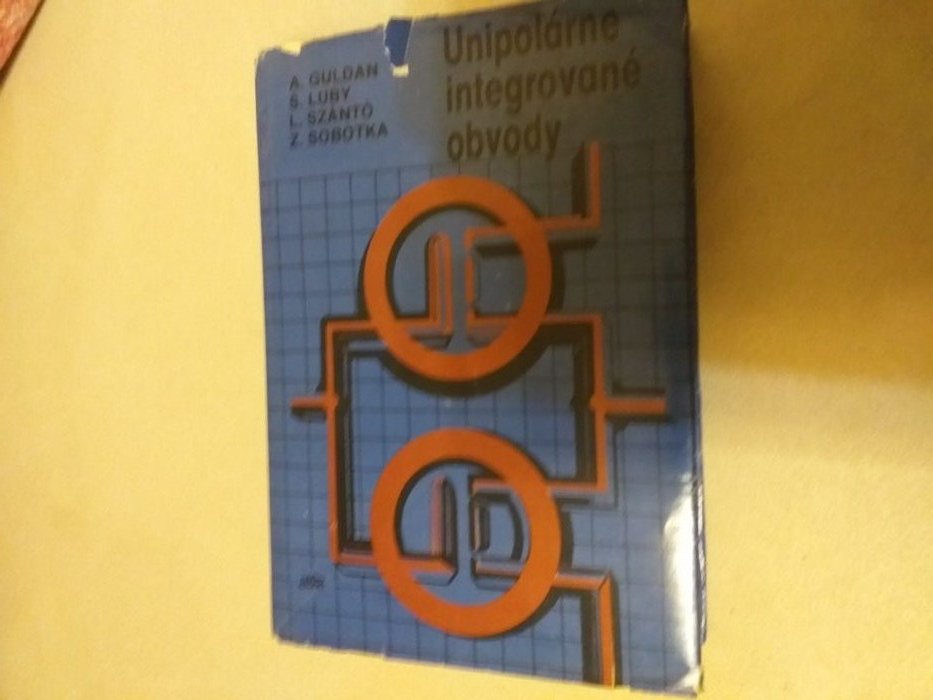 A. GULDAN
Š. LUBY
L. SZÁNTÓ
Z. SOBOTKA
Unipolárne
integrované
obvody